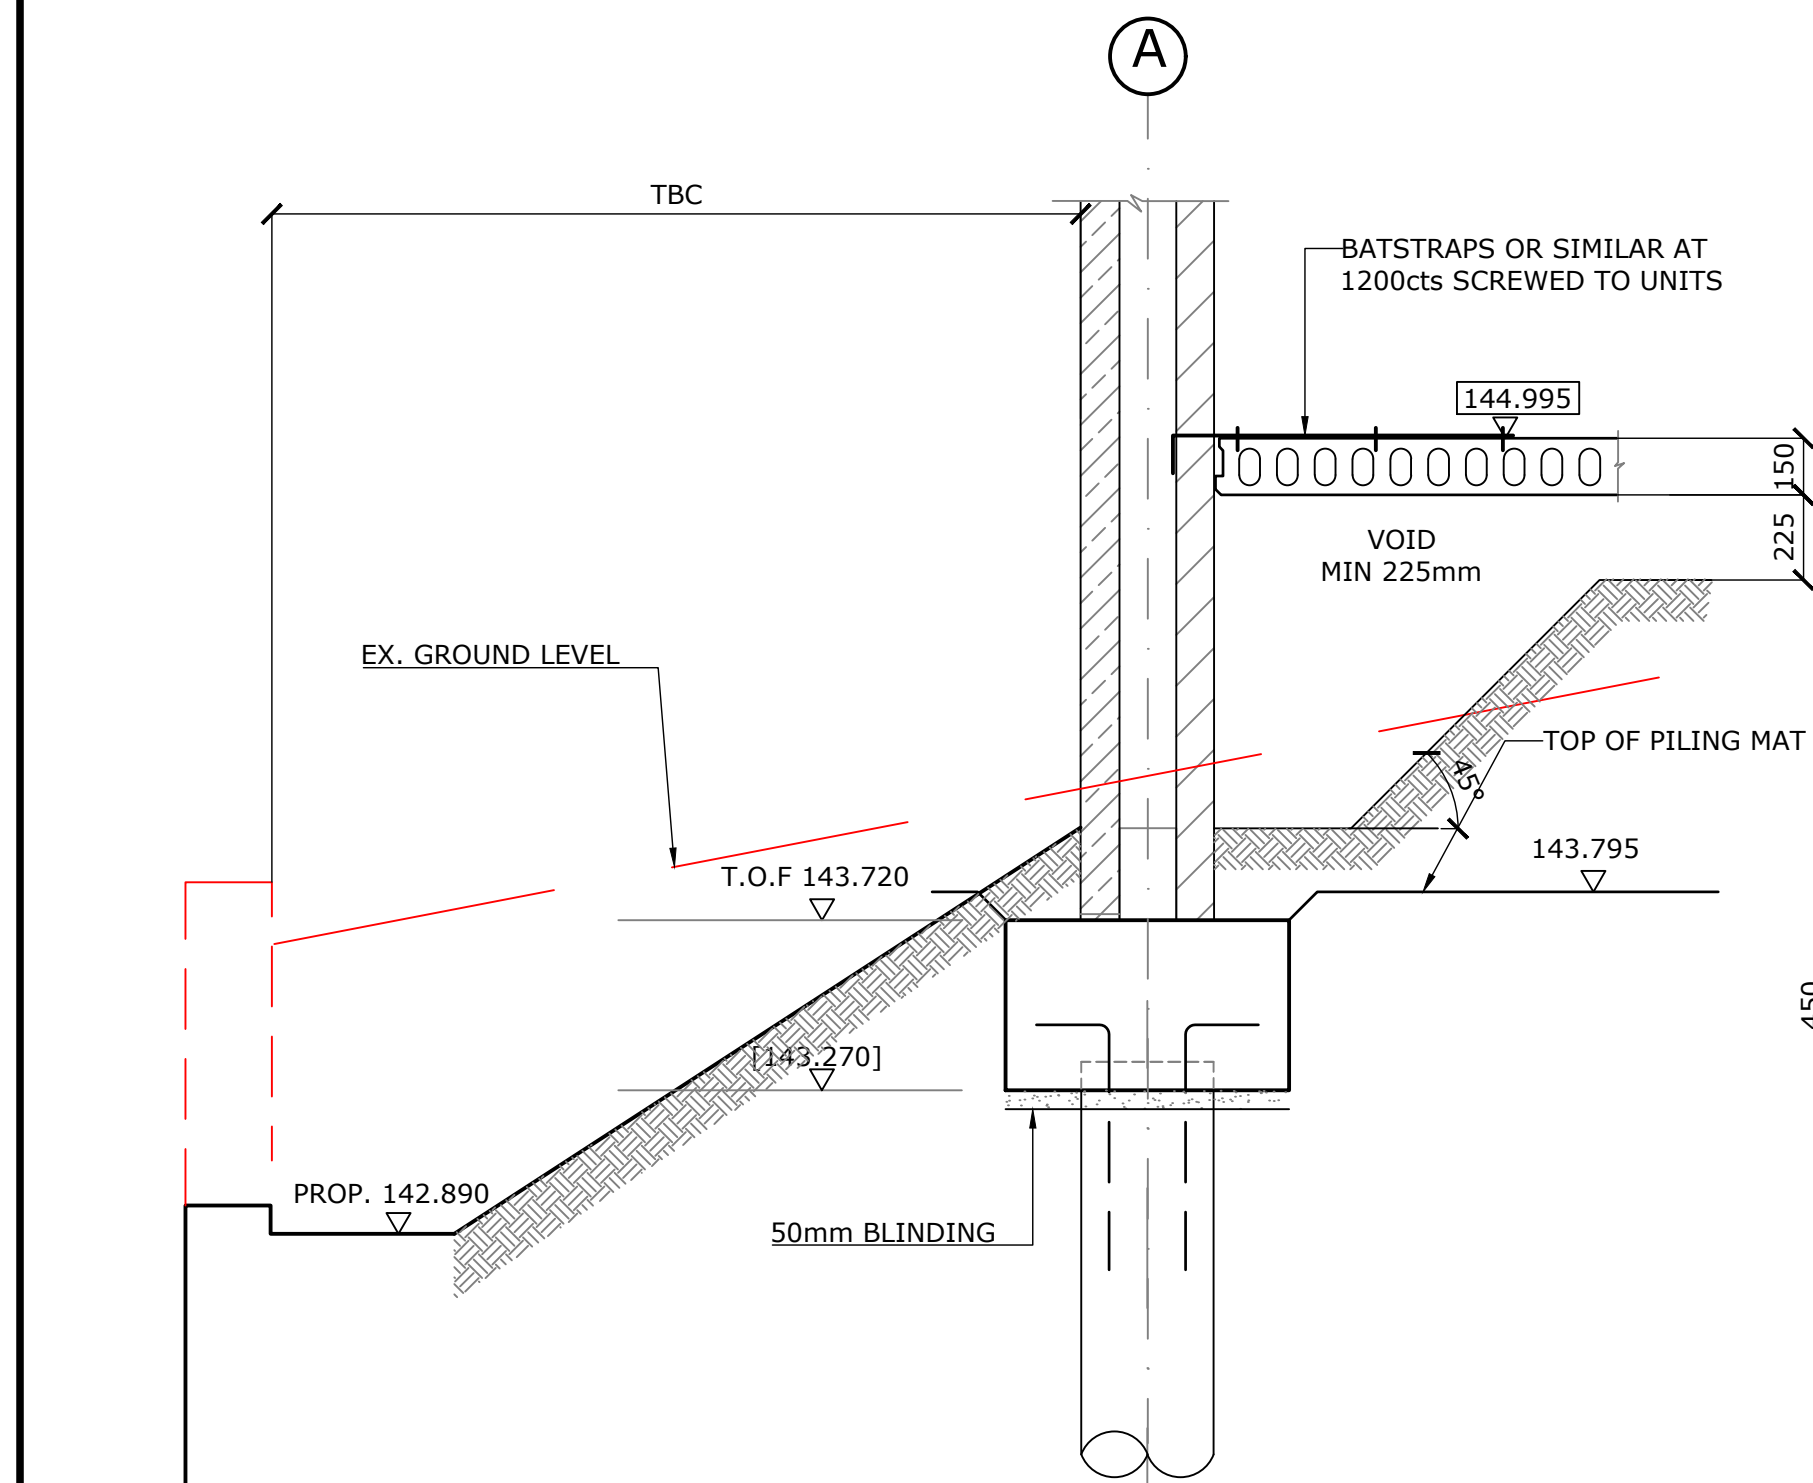 A
TBC
BATSTRAPS OR SIMILAR AT
1200cts SCREWED TO UNITS
144.995
150
225
VOID
MIN 225mm
EX. GROUND LEVEL
TOP OF PILING MAT
45°
143.795
T.O.F 143.720
450
[143.270]
PROP. 142.890
50mm BLINDING